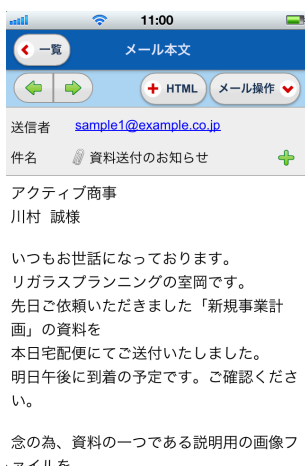 11:00
一覧
メール本文
HTML
メール操作
送信者 sample1@example.co.jp
件名 資料送付のお知らせ
アクティブ商事
川村 誠様
いつもお世話になっております。
リガラスプランニングの室岡です。
先日ご依頼いただきました「新規事業計
画」の資料を
本日宅配便にてご送付いたしました。
明日午後に到着の予定です。ご確認くださ
い。
念の為、資料の一つである説明用の画像フ
ァイルを